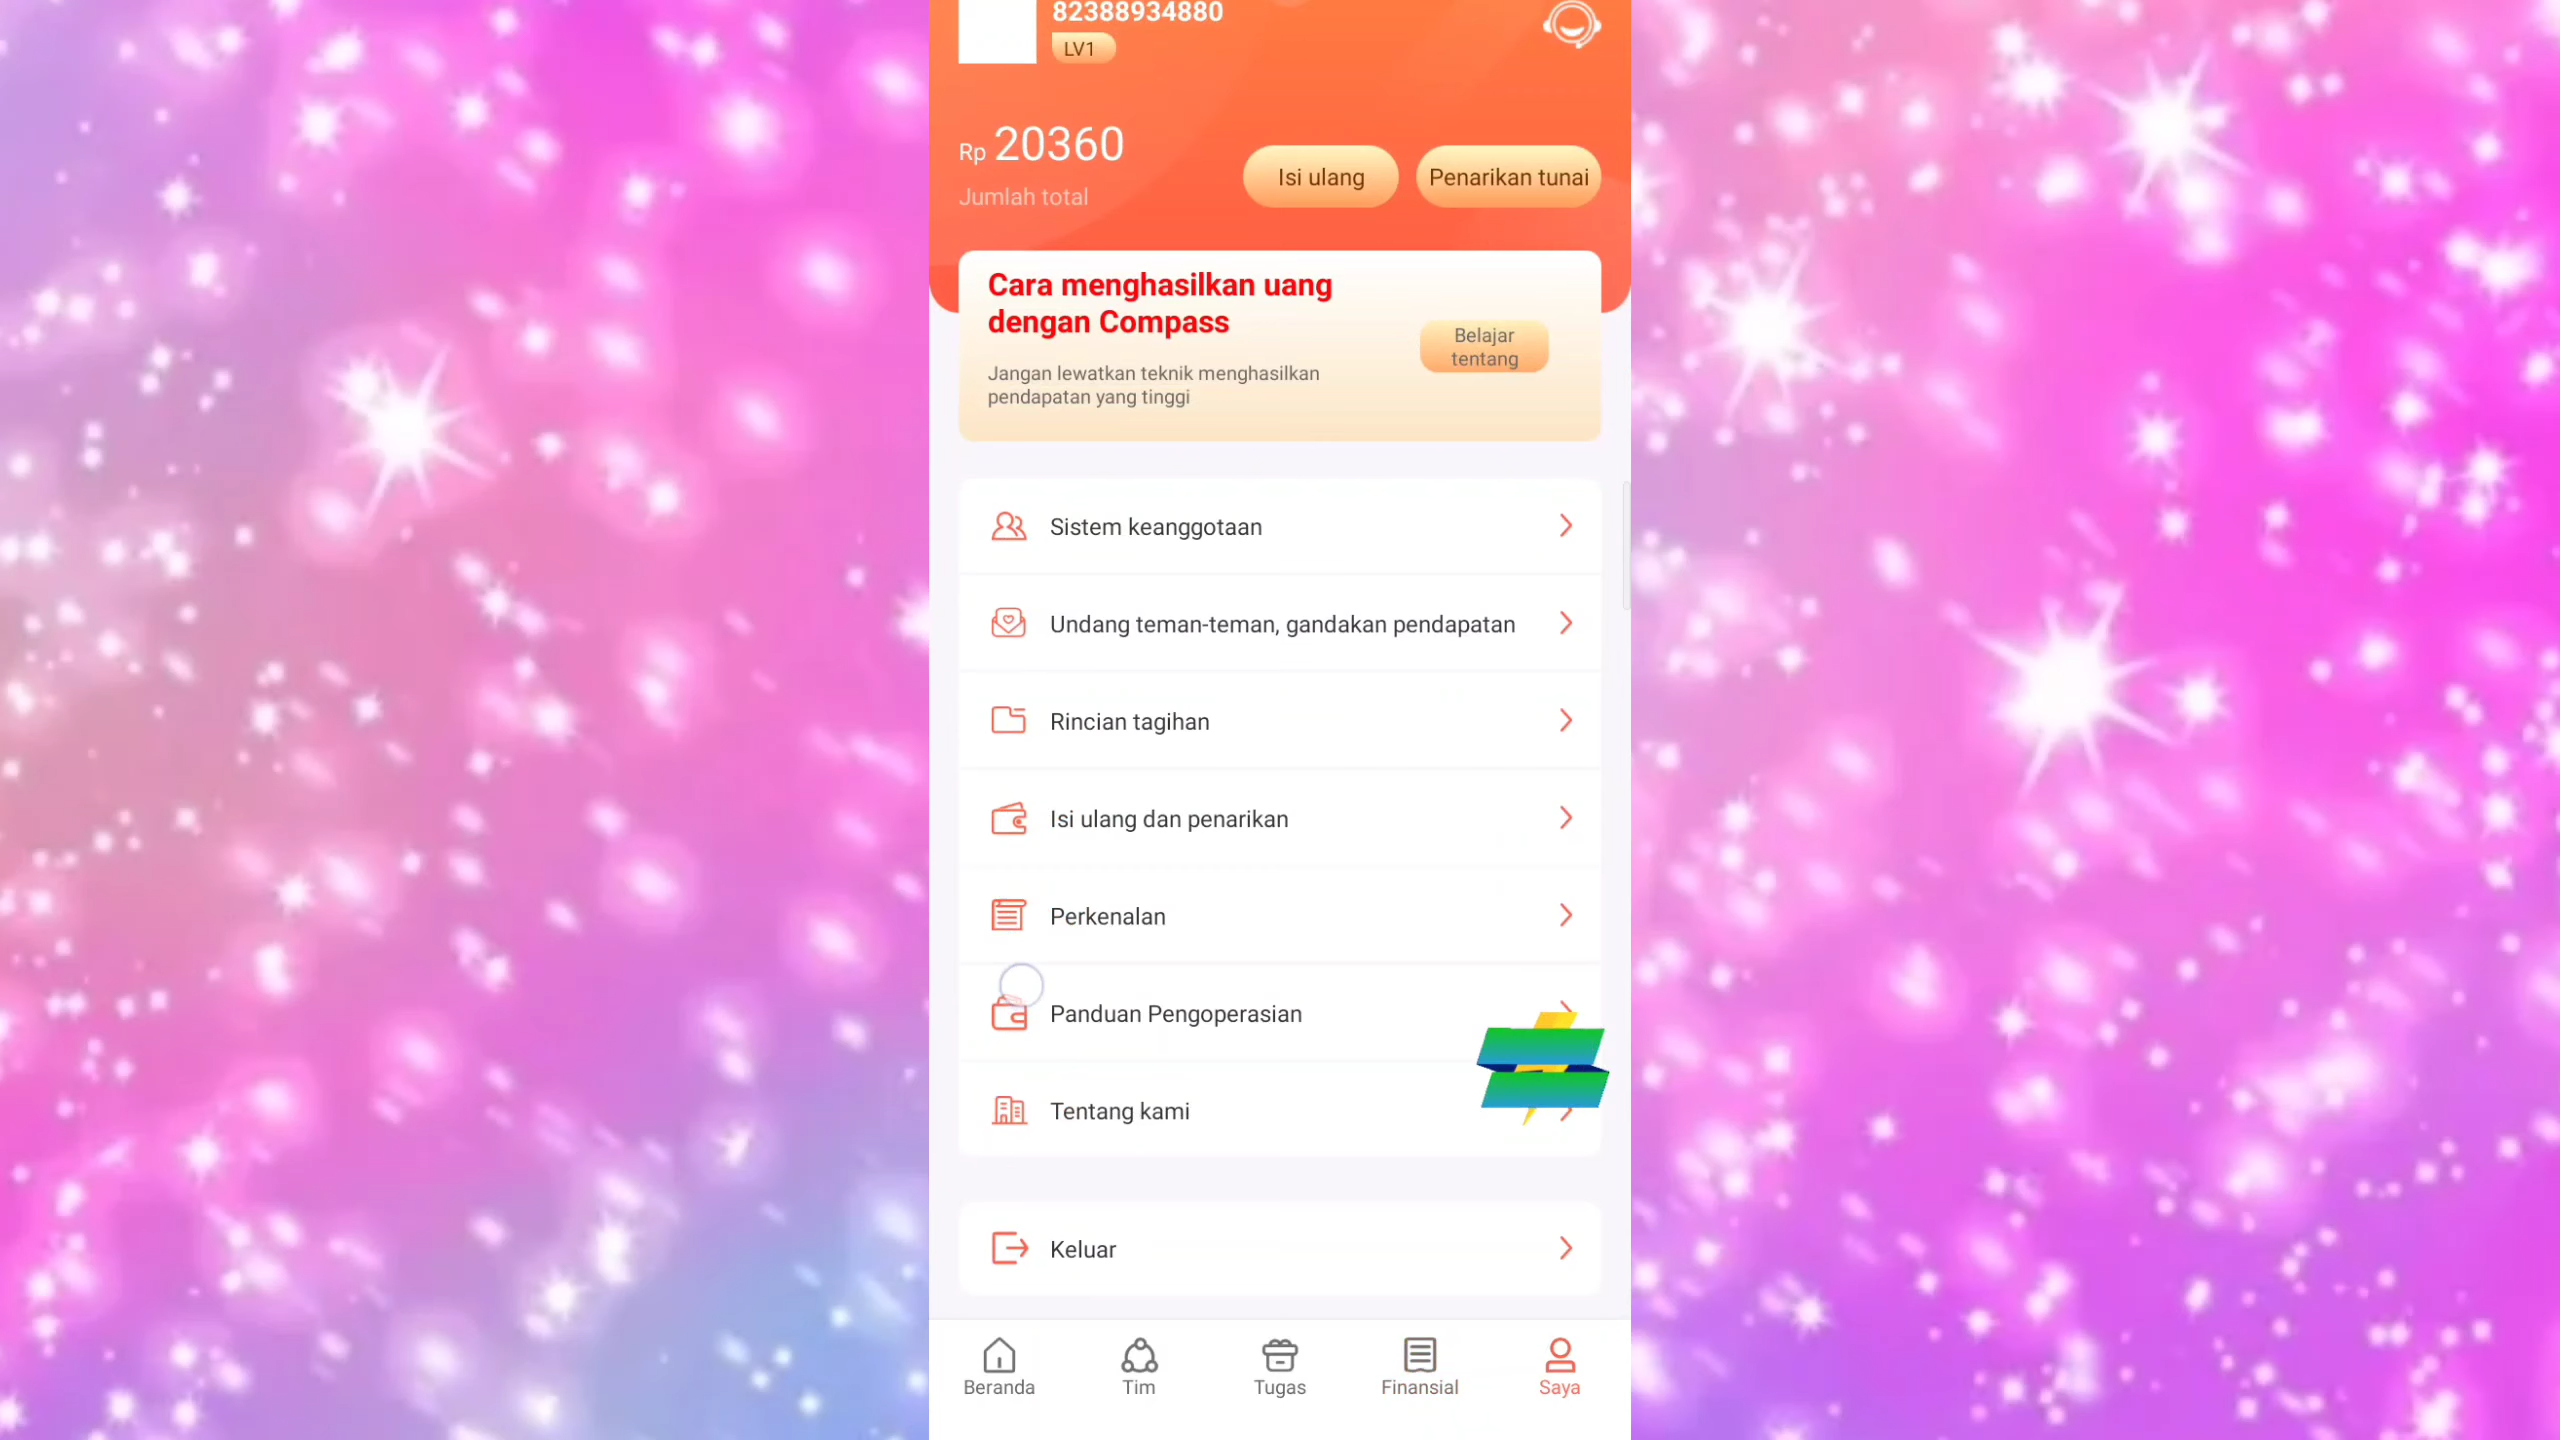 82388934880
LV1
Rp 20360
Jumlah total
Isi ulang
Penarikan tunai
Cara menghasilkan uang
dengan Compass
Jangan lewatkan teknik menghasilkan
pendapatan yang tinggi
Belajar
tentang
Sistem keanggotaan
Undang teman-teman, gandakan pendapatan
Rincian tagihan
Isi ulang dan penarikan
Perkenalan
Panduan Pengoperasian
Tentang kami
Keluar
Beranda
Tim
Tugas
Finansial
Saya